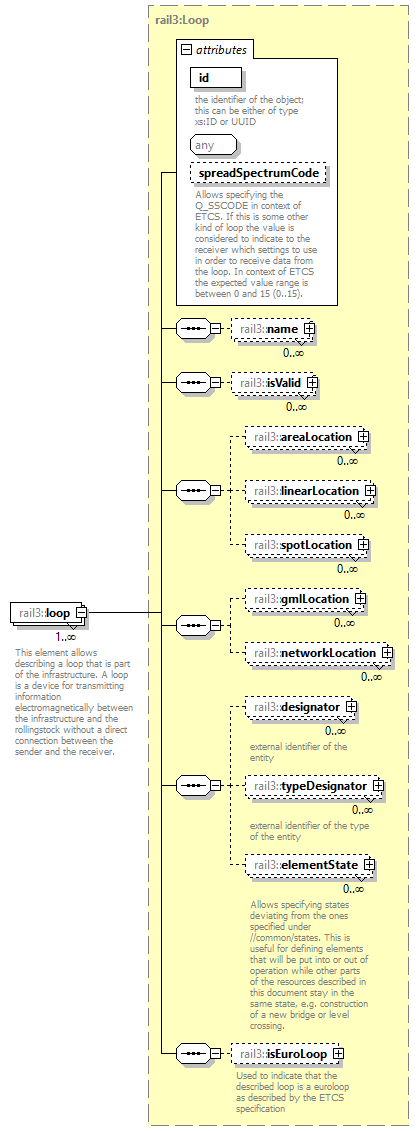 rail3:Loop
attributes
id
the identifier of the object;
this can be either of type
xs:ID or UUID
any
spreadSpectrumCode
Allows specifying the
Q_SSCODE in context of
ETCS. If this is some other
kind of loop the value is
considered to indicate to the
receiver which settings to use
in order to receive data from
the loop. In context of ETCS
the expected value range is
between 0 and 15 (0..15).
rail3::name
0..∞
rail3::isValid
0..∞
rail3::areaLocation
0..∞
rail3::linearLocation
0..∞
rail3::spotLocation
0..∞
rail3::loop
1..∞
This element allows
describing a loop that is part
of the infrastructure. A loop
is a device for transmitting
information
electromagnetically between
the infrastructure and the
rollingstock without a direct
connection between the
sender and the receiver.
rail3::gmlLocation
0..∞
rail3::networkLocation
0..∞
rail3::designator
0..∞
external identifier of the
entity
rail3::typeDesignator
0..∞
external identifier of the type
of the entity
rail3::elementState
0..∞
Allows specifying states
deviating from the ones
specified under
//common/states. This is
useful for defining elements
that will be put into or out of
operation while other parts
of the resources described in
this document stay in the
same state, e.g. construction
of a new bridge or level
crossing.
rail3::isEuroLoop
Used to indicate that the
described loop is a euroloop
as described by the ETCS
specification